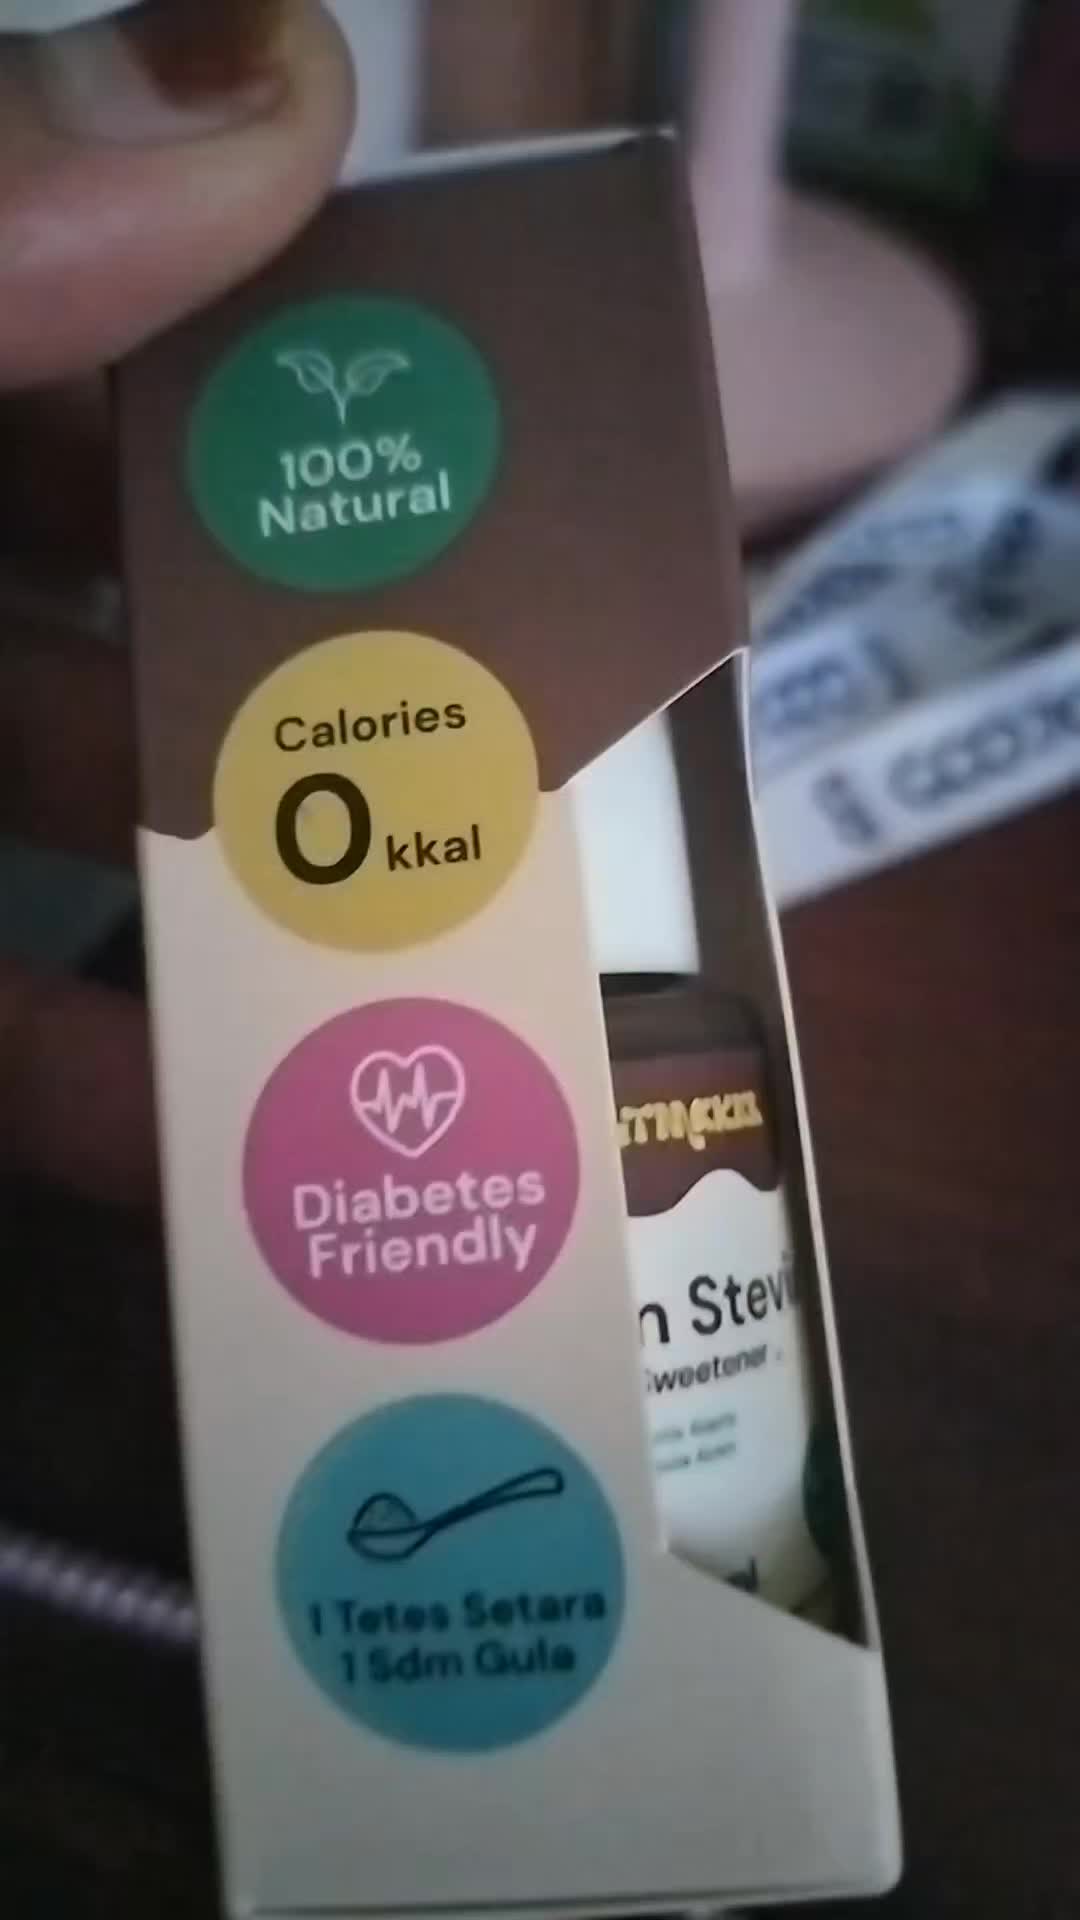 100%
Natural
Calories
0 kkal
Diabetes
Friendly
1 Tetes Setara
1 Sdm Gula
n Stevi
Sweetener